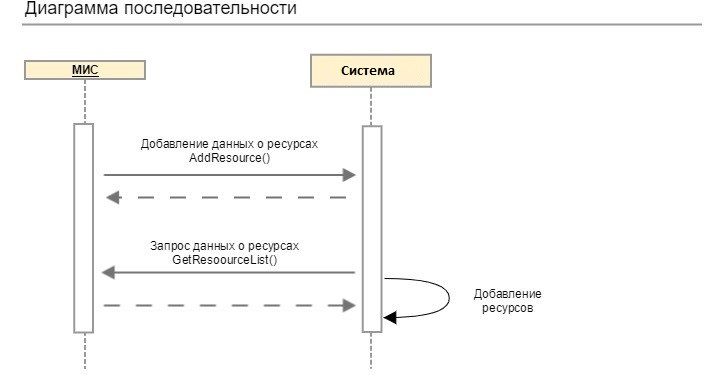 Диаграмма последовательности
МИС
Система
Добавление данных о ресурсах
AddResource()
Запрос данных о ресурсах
GetResoourceList()
Добавление
ресурсов